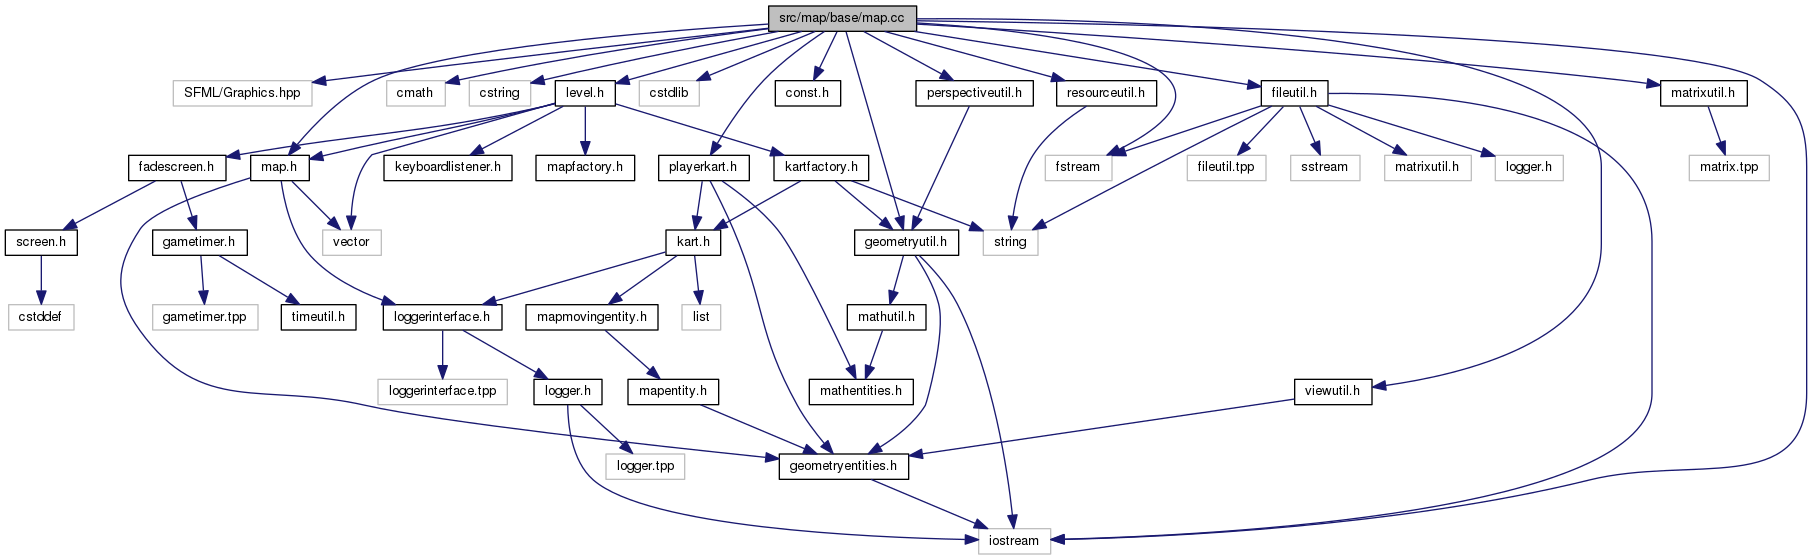 src/map/base/map.cc
SFML/Graphics.hpp
cmath
cstring
level.h
cstdlib
const.h
perspectiveutil.h
resourceutil.h
fileutil.h
matrixutil.h
fadescreen.h
map.h
keyboardlistener.h
mapfactory.h
playerkart.h
kartfactory.h
fstream
fileutil.tpp
sstream
matrixutil.h
logger.h
matrix.tpp
screen.h
gametimer.h
vector
kart.h
geometryutil.h
string
cstddef
gametimer.tpp
timeutil.h
loggerinterface.h
mapmovingentity.h
list
mathutil.h
loggerinterface.tpp
logger.h
mapentity.h
mathentities.h
viewutil.h
logger.tpp
geometryentities.h
iostream